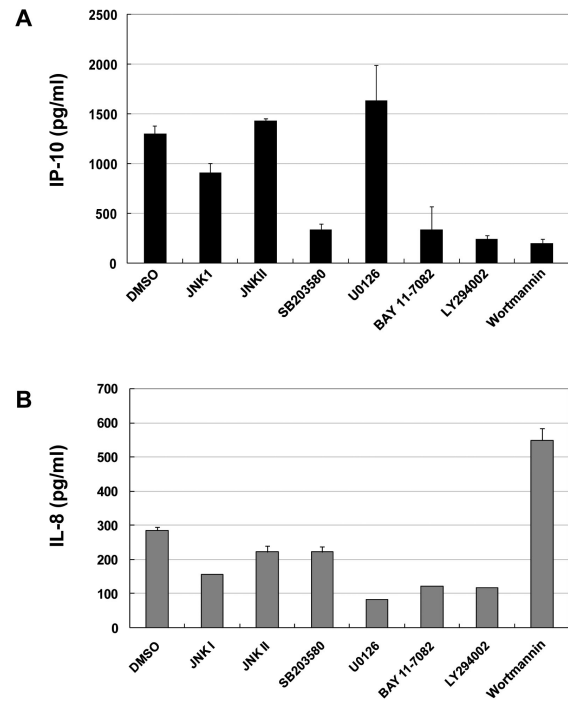 A
IP-10 (pg/ml)
2500
2000
1500
1000
500
0
DMSO
JNK1
JNKII
SB203580
U0126
BAY 11-7082
LY294002
Wortmannin
B
IL-8 (pg/ml)
700
600
500
400
300
200
100
0
DMSO
JNK I
JNK II
SB203580
U0126
BAY 11-7082
LY294002
Wortmannin